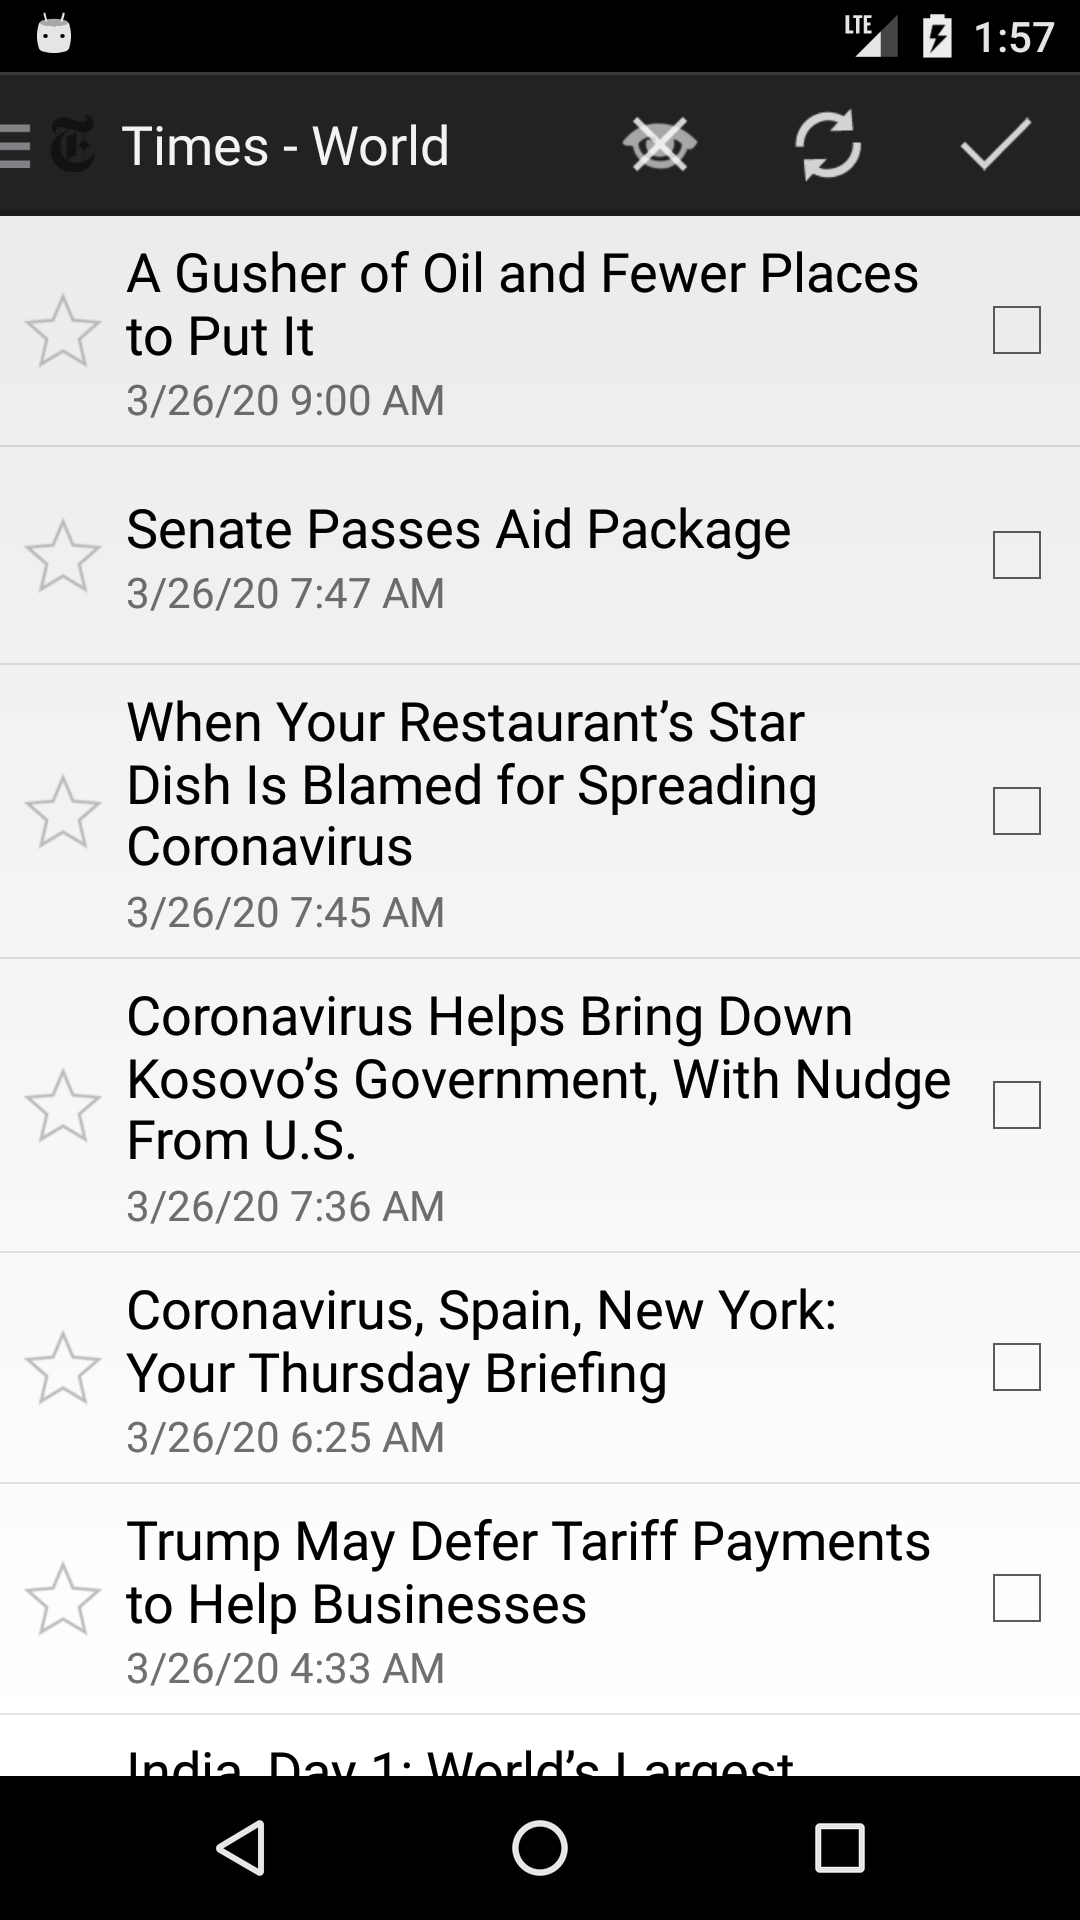 LTE 1:57
Times - World
A Gusher of Oil and Fewer Places
to Put It
3/26/20 9:00 AM
Senate Passes Aid Package
3/26/20 7:47 AM
When Your Restaurant’s Star
Dish Is Blamed for Spreading
Coronavirus
3/26/20 7:45 AM
Coronavirus Helps Bring Down
Kosovo’s Government, With Nudge
From U.S.
3/26/20 7:36 AM
Coronavirus, Spain, New York:
Your Thursday Briefing
3/26/20 6:25 AM
Trump May Defer Tariff Payments
to Help Businesses
3/26/20 4:33 AM
India, Day 1: World’s Largest